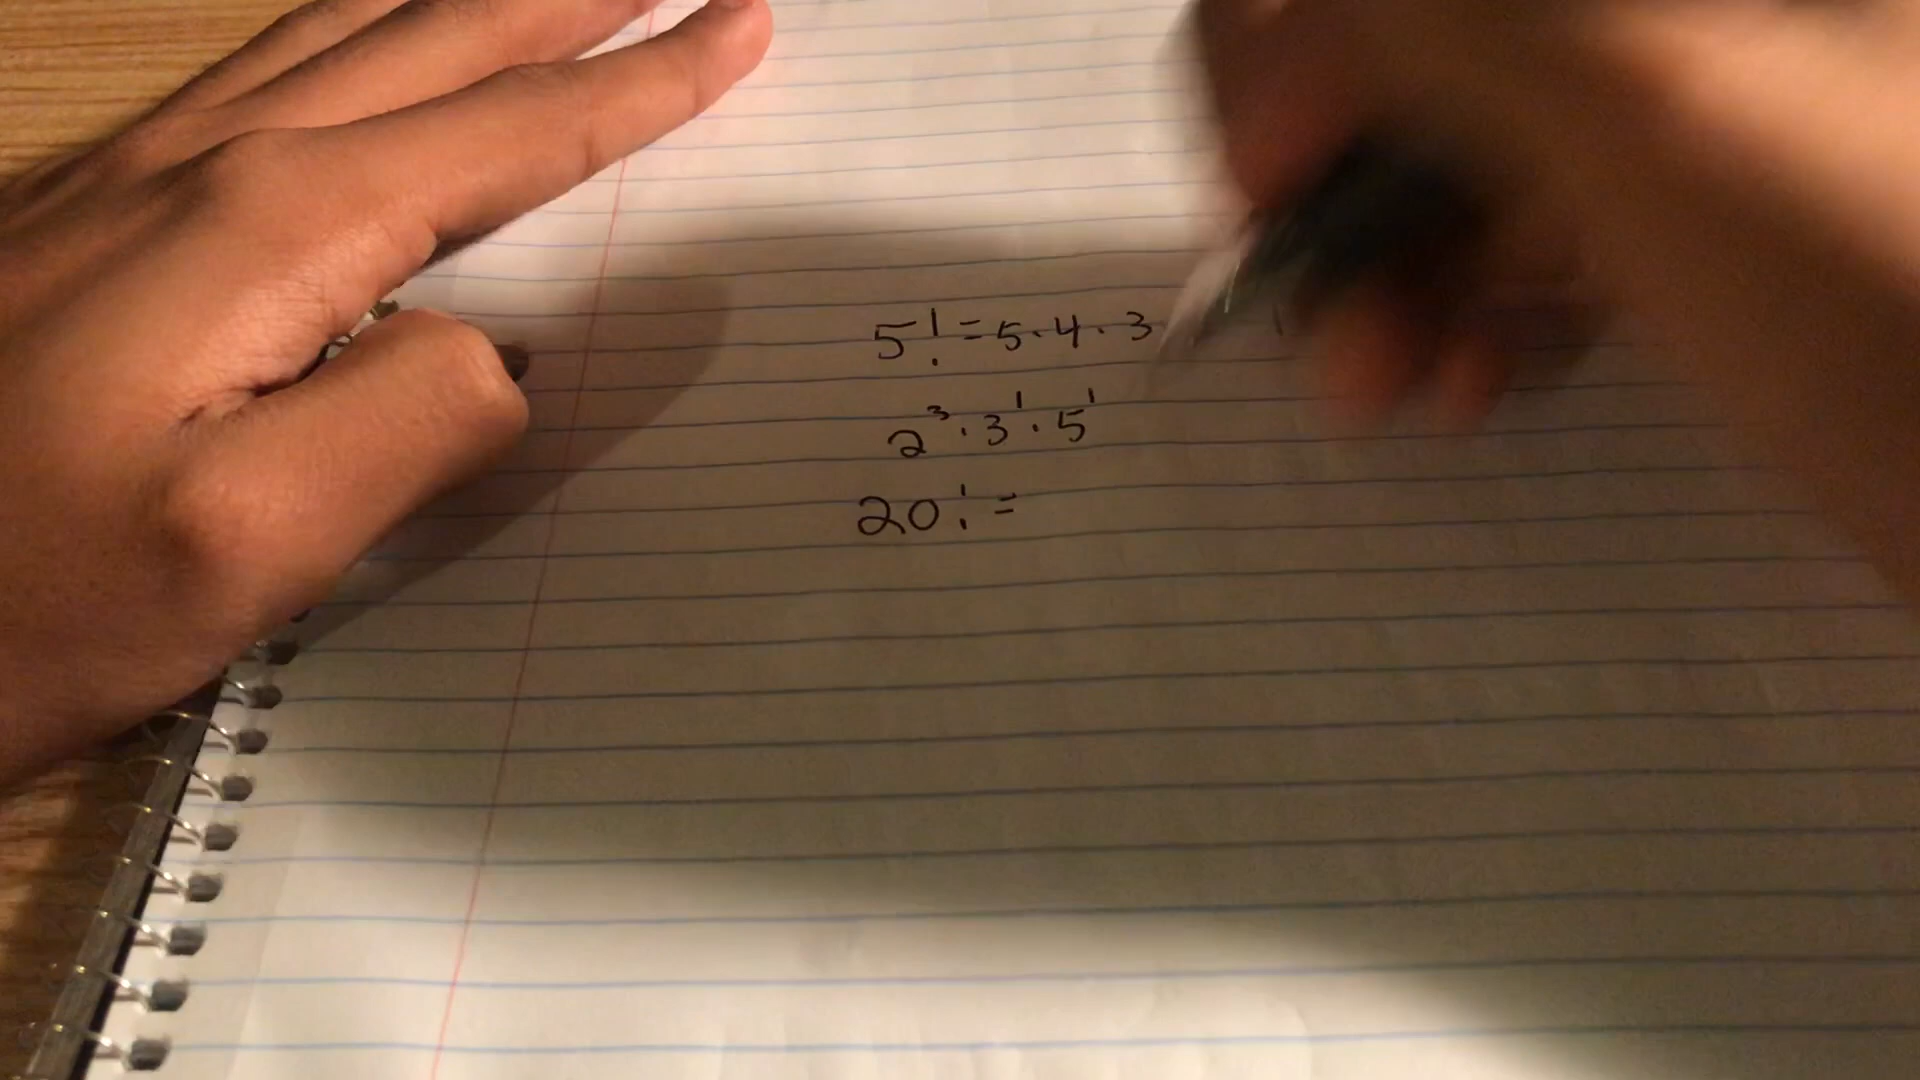 5! = 5 · 4 · 3
2³ · 3¹ · 5¹
20! =